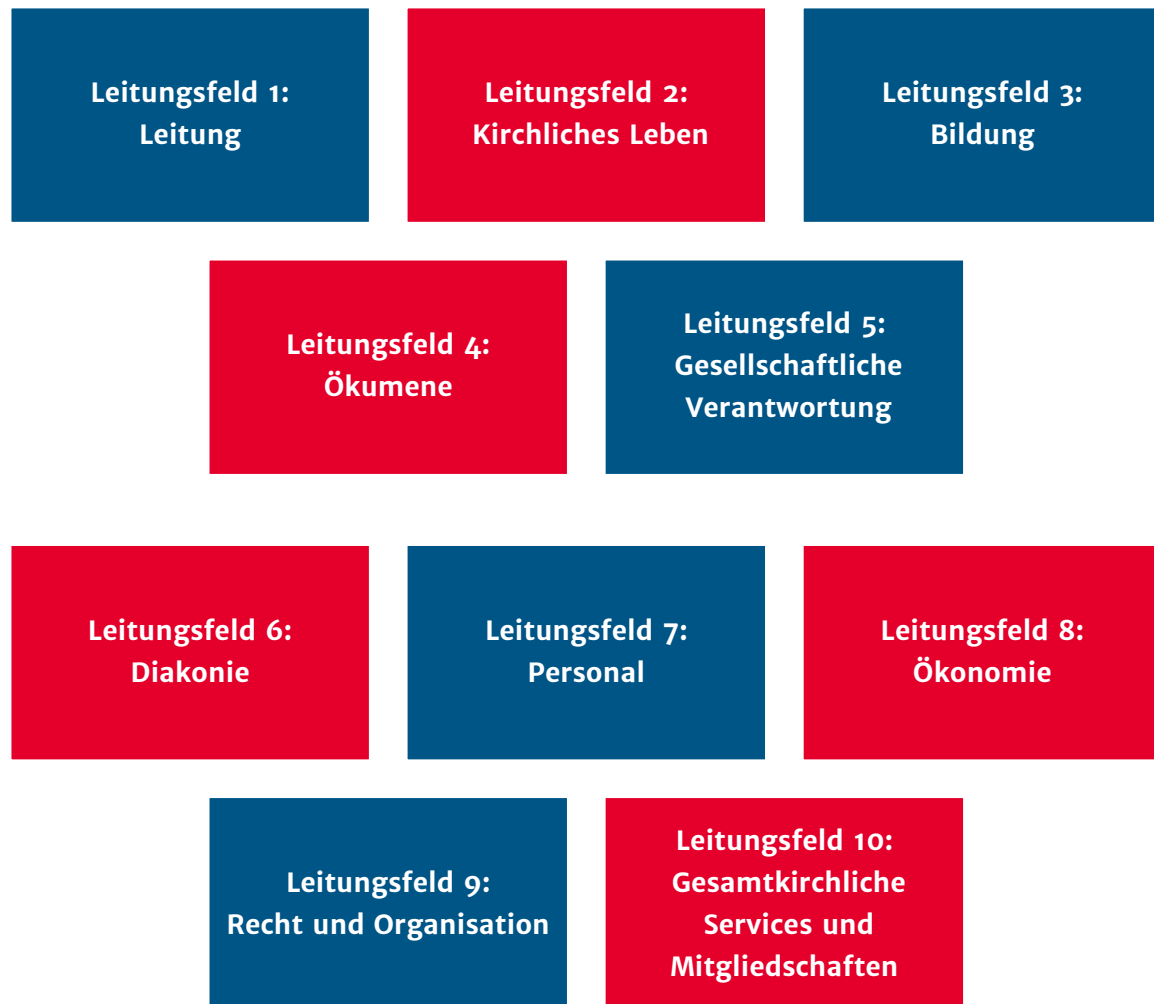 Leitungsfeld 1:
Leitung
Leitungsfeld 2:
Kirchliches Leben
Leitungsfeld 3:
Bildung
Leitungsfeld 4:
Ökumene
Leitungsfeld 5:
Gesellschaftliche
Verantwortung
Leitungsfeld 6:
Diakonie
Leitungsfeld 7:
Personal
Leitungsfeld 8:
Ökonomie
Leitungsfeld 9:
Recht und Organisation
Leitungsfeld 10:
Gesamtkirchliche
Services und
Mitgliedschaften